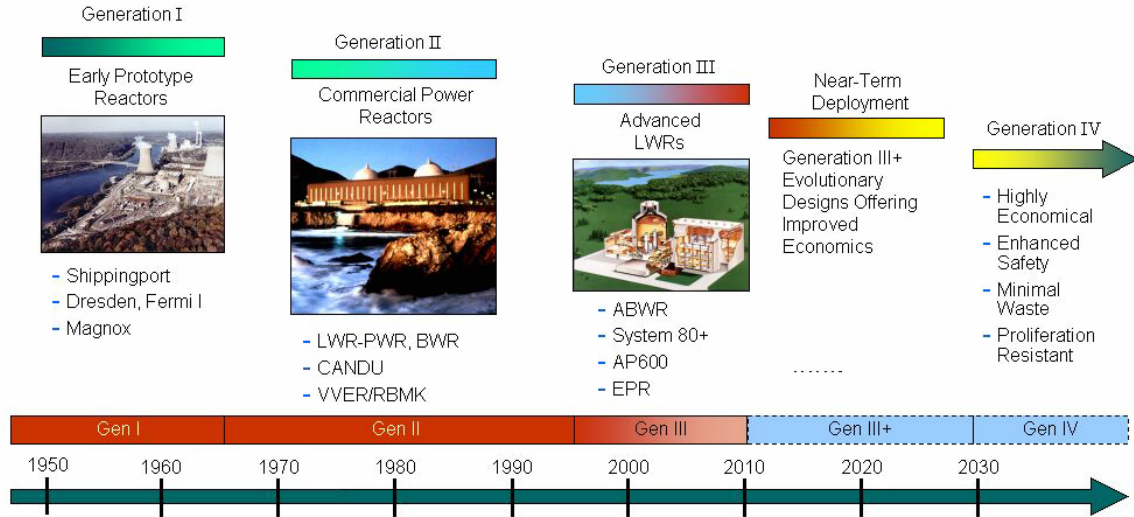 Generation I
Early Prototype
Reactors
- Shippingport
- Dresden, Fermi I
- Magnox
Generation II
Commercial Power
Reactors
- LWR-PWR, BWR
- CANDU
- VVER/RBMK
Generation III
Advanced
LWRs
- ABWR
- System 80+
- AP600
- EPR
Near-Term
Deployment
Generation III+
Evolutionary
Designs Offering
Improved
Economics
.......
Generation IV
- Highly
Economical
- Enhanced
Safety
- Minimal
Waste
- Proliferation
Resistant
Gen I Gen II Gen III Gen III+ Gen IV
1950 1960 1970 1980 1990 2000 2010 2020 2030